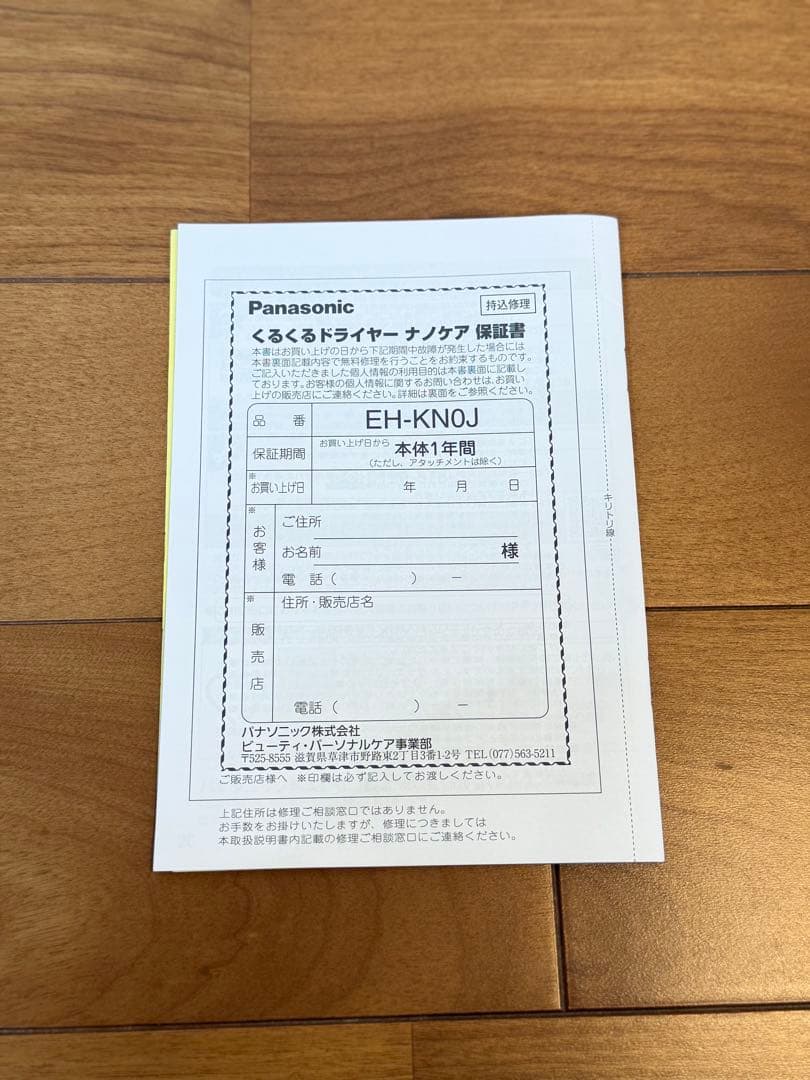 Panasonic
持込修理
くるくるドライヤー ナノケア 保証書
本書はお買い上げの日から下記期間中故障が発生した場合には
本書裏面記載内容で無料修理を行うことをお約束するものです。
ご記入いただきました個人情報の利用目的は本書裏面に記載し
ております。お客様の個人情報に関するお問い合わせは、お買い
上げの販売店にご連絡ください。詳細は裏面をご参照ください。
品番 EH-KN0J
保証期間 お買い上げ日から 本体1年間
(ただし、アタッチメントは除く)
※お買い上げ日 年 月 日
※お客様
ご住所
お名前 様
電話( ) −
※販売店
住所・販売店名
電話( ) −
パナソニック株式会社
ビューティ・パーソナルケア事業部
〒525-8555 滋賀県草津市野路東2丁目3番1-2号 TEL(077)563-5211
ご販売店様へ ※印欄は必ず記入してお渡しください。
上記住所は修理ご相談窓口ではありません。
お手数をお掛けいたしますが、修理につきましては
本取扱説明書内記載の修理ご相談窓口にご連絡ください。
キリトリ線